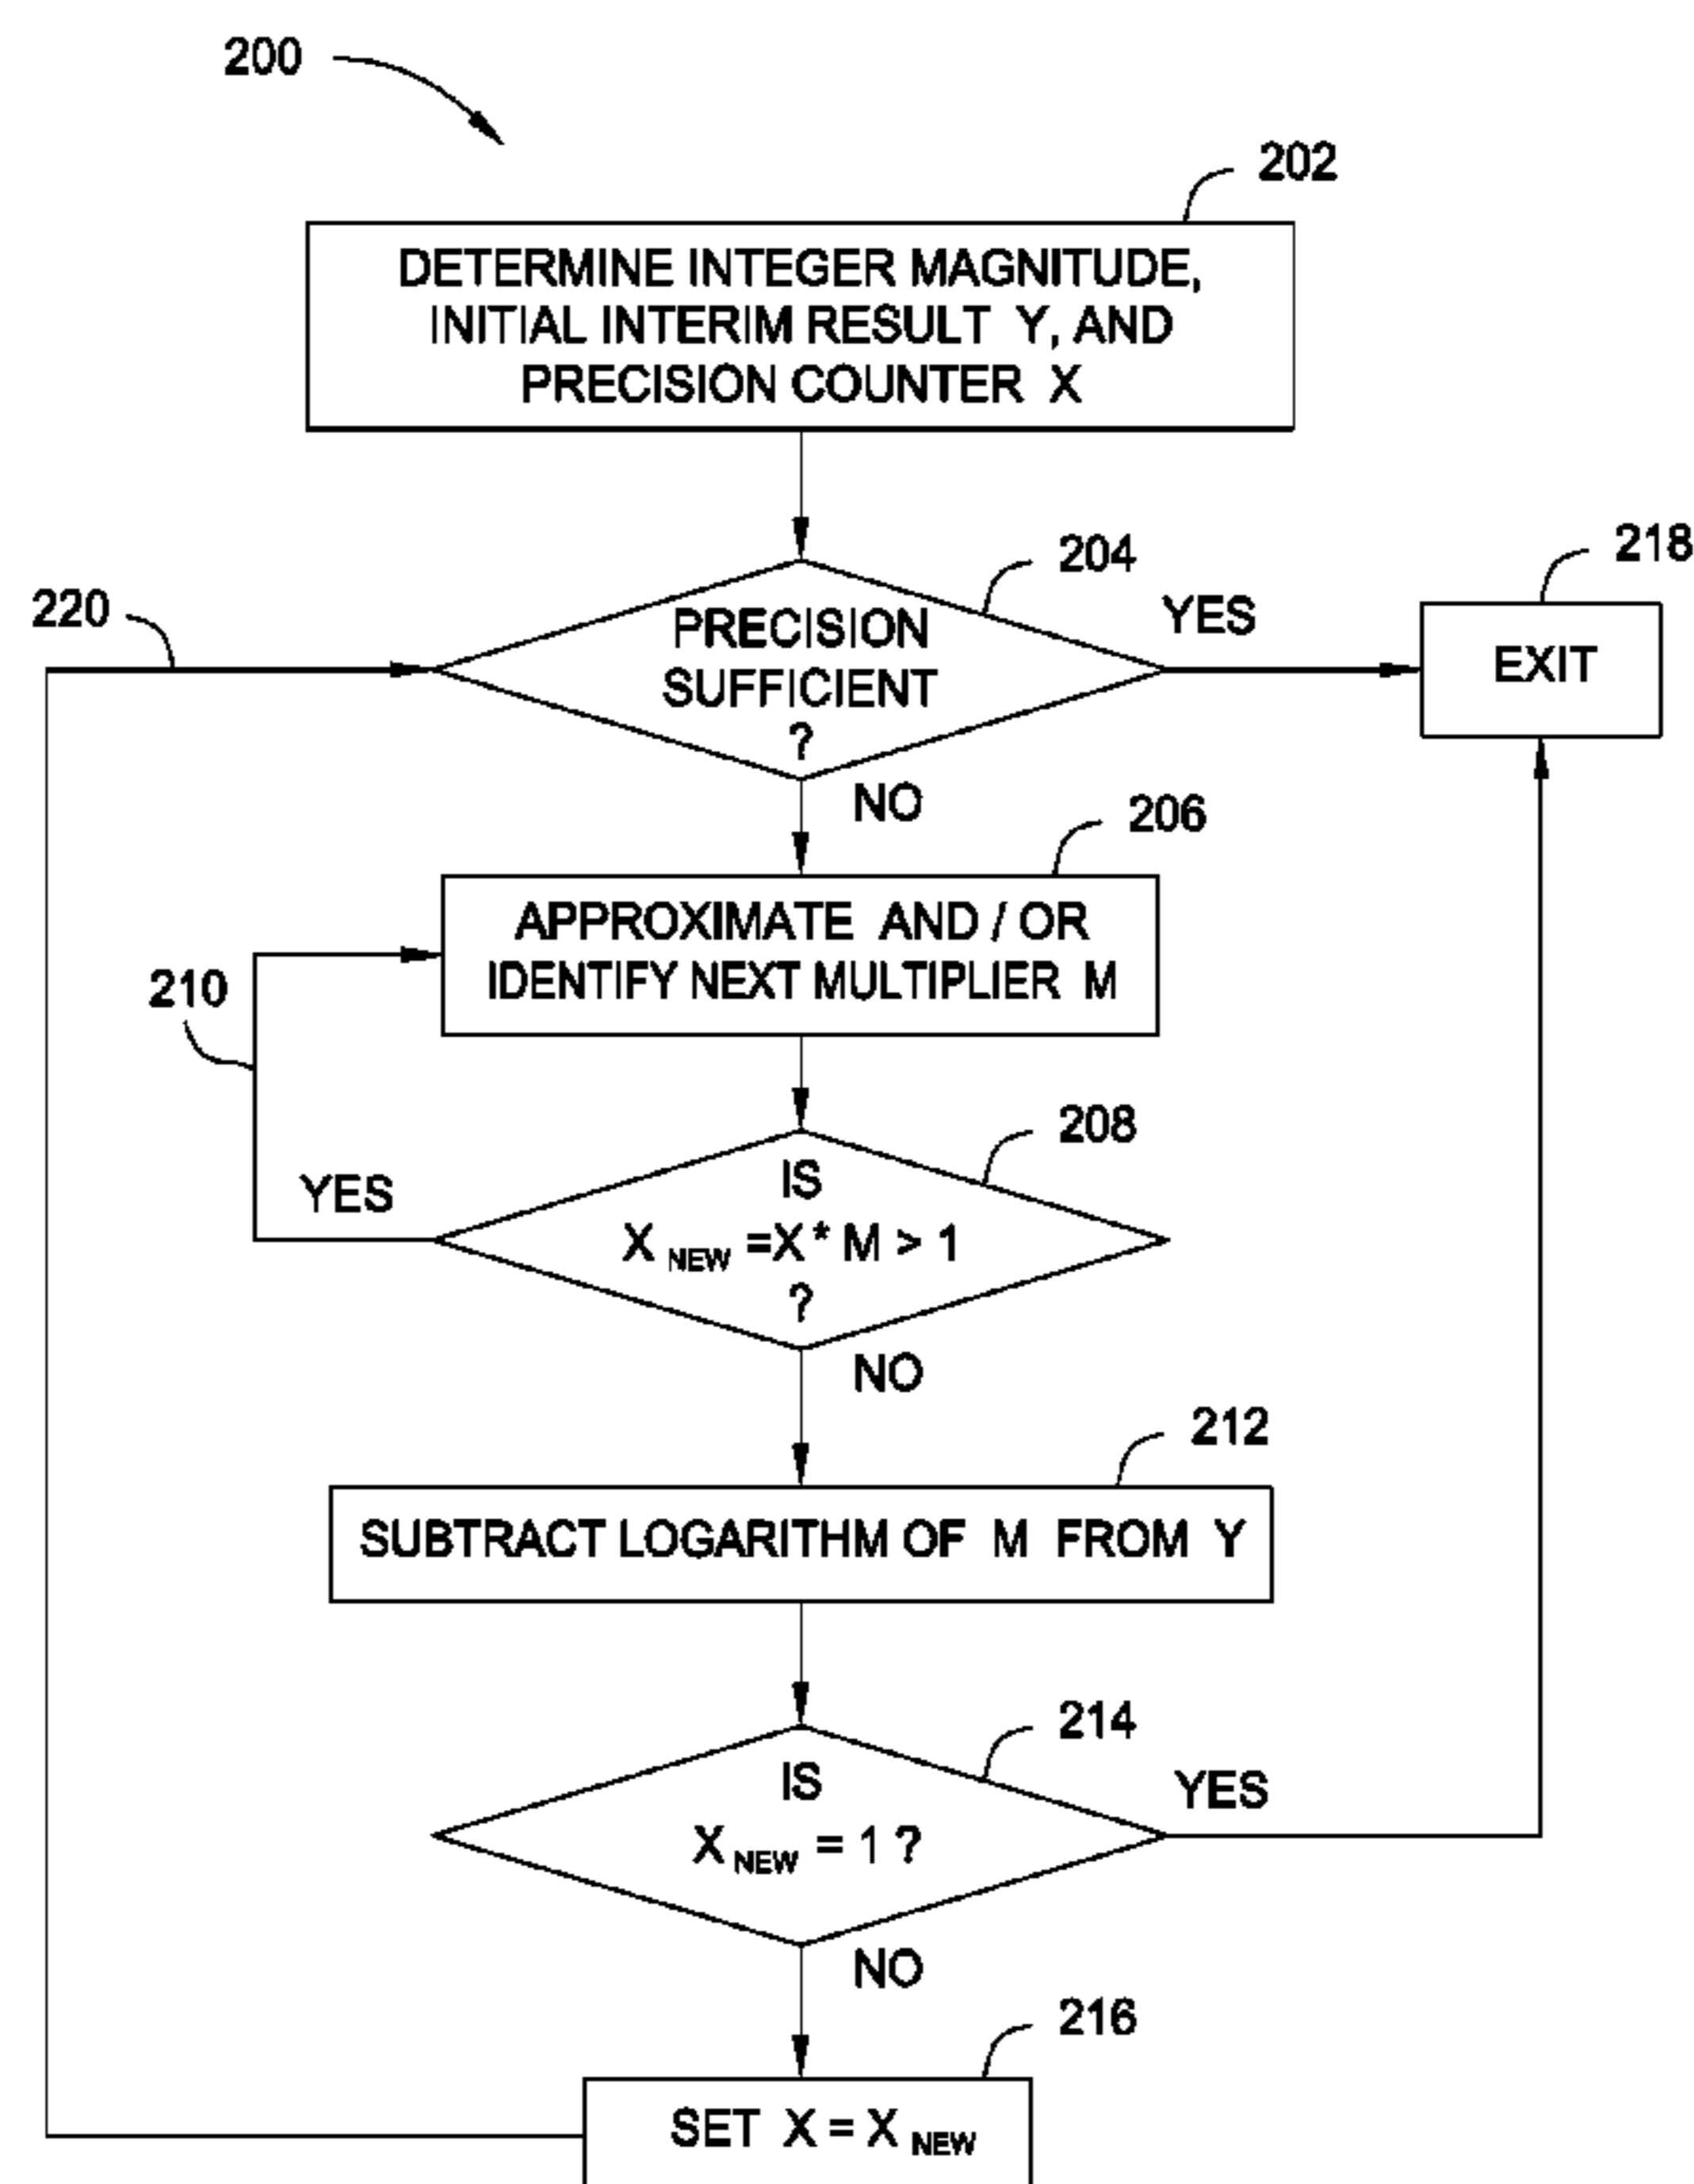 200
202
DETERMINE INTEGER MAGNITUDE,
INITIAL INTERIM RESULT Y, AND
PRECISION COUNTER X
204
218
220
PRECISION
SUFFICIENT
?
YES
EXIT
NO
206
APPROXIMATE AND / OR
IDENTIFY NEXT MULTIPLIER M
210
208
IS
X NEW =X * M > 1
?
YES
NO
212
SUBTRACT LOGARITHM OF M FROM Y
214
IS
X NEW = 1 ?
YES
NO
216
SET X = X NEW